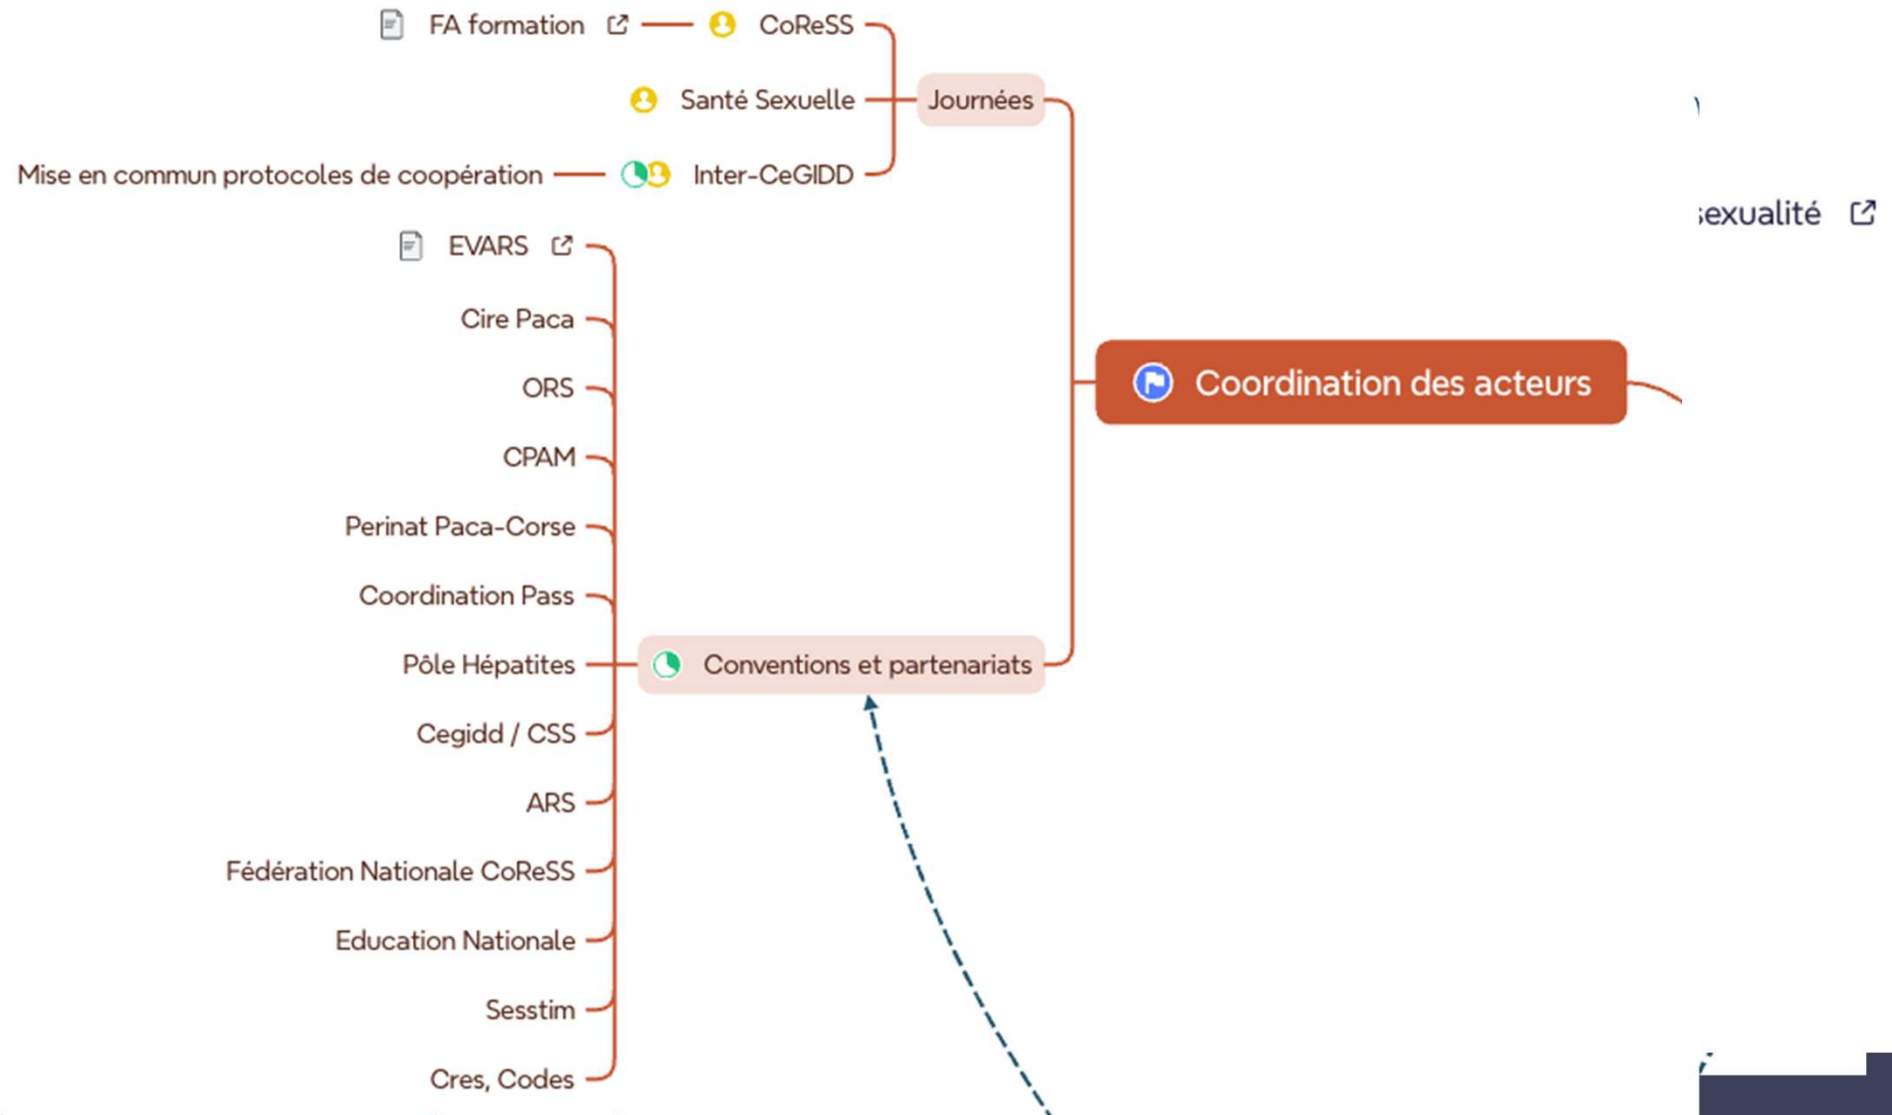 FA formation
CoReSS
Santé Sexuelle
Journées
Mise en commun protocoles de coopération
Inter-CeGIDD
sexualité
EVARS
Cire Paca
ORS
Coordination des acteurs
CPAM
Perinat Paca-Corse
Coordination Pass
Pôle Hépatites
Conventions et partenariats
Cegidd / CSS
ARS
Fédération Nationale CoReSS
Education Nationale
Sesstim
Cres, Codes